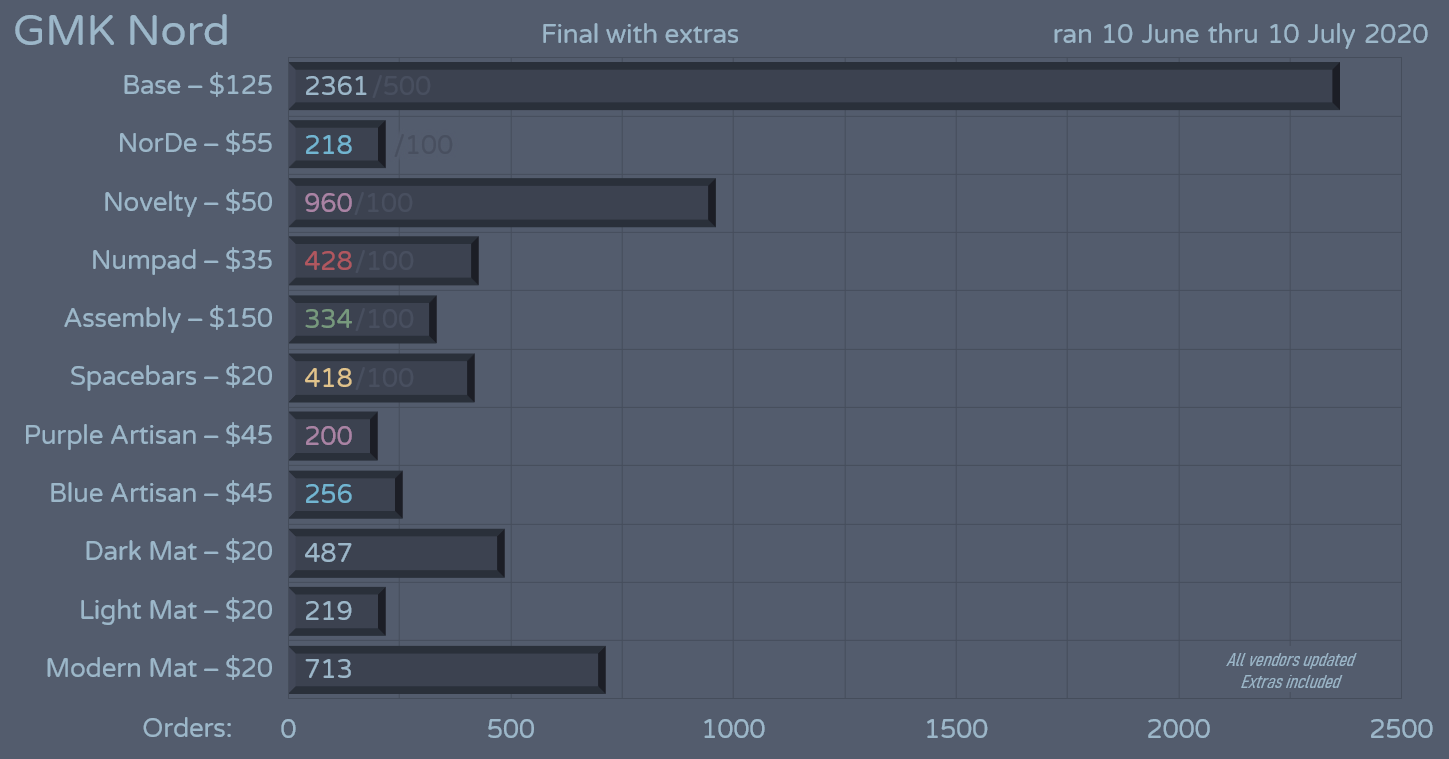 GMK Nord Final with extras ran 10 June thru 10 July 2020
Base – $125 2361 /500
NorDe – $55 218 /100
Novelty – $50 960 /100
Numpad – $35 428 /100
Assembly – $150 334 /100
Spacebars – $20 418 /100
Purple Artisan – $45 200
Blue Artisan – $45 256
Dark Mat – $20 487
Light Mat – $20 219
Modern Mat – $20 713
All vendors updated
Extras included
Orders: 0 500 1000 1500 2000 2500